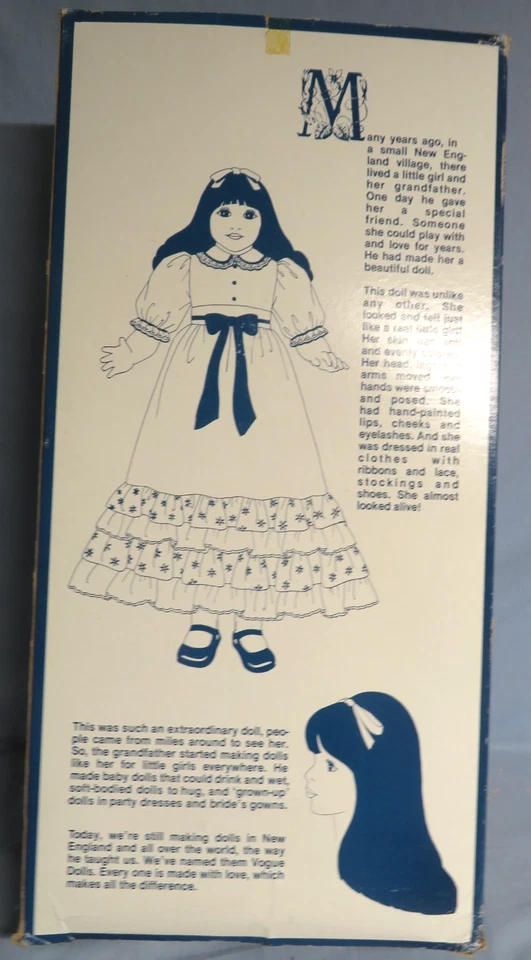 Many years ago, in
a small New Eng-
land village, there
lived a little girl and
her grandfather.
One day he gave
her a special
friend. Someone
she could play with
and love for years.
He had made her a
beautiful doll.
This doll was unlike
any other. She
looked and felt just
like a real little girl!
Her skin was
and evenly colored.
Her head, legs
arms moved
hands were
and posed. She
had hand-painted
lips, cheeks and
eyelashes. And she
was dressed in real
clothes with
ribbons and lace,
stockings and
shoes. She almost
looked alive!
This was such an extraordinary doll, peo-
ple came from miles around to see her.
So, the grandfather started making dolls
like her for little girls everywhere. He
made baby dolls that could drink and wet,
soft-bodied dolls to hug, and 'grown-up'
dolls in party dresses and bride's gowns.
Today, we're still making dolls in New
England and all over the world, the way
he taught us. We've named them Vogue
Dolls. Every one is made with love, which
makes all the difference.